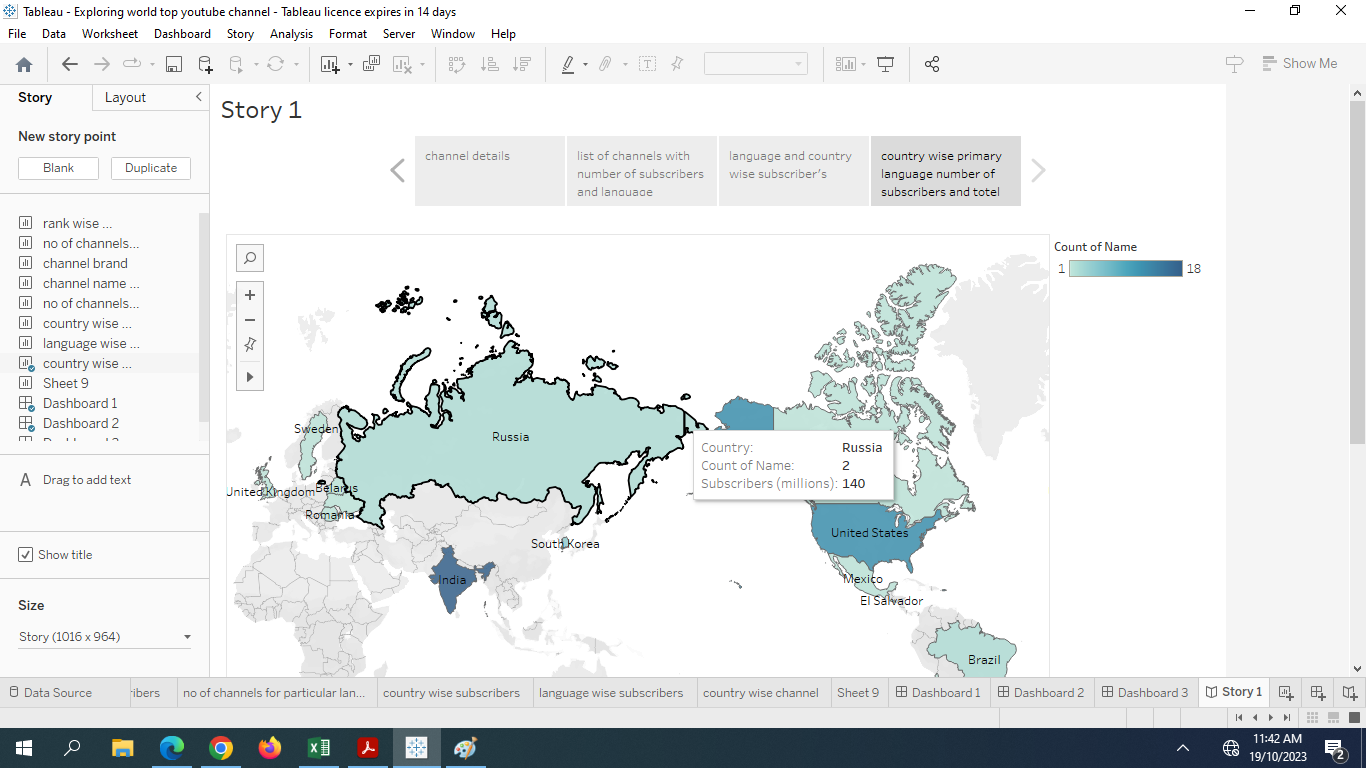 Tableau - Exploring world top youtube channel - Tableau licence expires in 14 days
File Data Worksheet Dashboard Story Analysis Format Server Window Help
Show Me
Story Layout
New story point
Blank Duplicate
rank wise ...
no of channels...
channel brand
channel name ...
no of channels...
country wise ...
language wise ...
country wise ...
Sheet 9
Dashboard 1
Dashboard 2
Drag to add text
Show title
Size
Story (1016 x 964)
Story 1
channel details
list of channels with
number of subscribers
and language
language and country
wise subscriber's
country wise primary
language number of
subscribers and totel
Count of Name
1 18
Sweden
Russia
United Kingdom
Belarus
Romania
South Korea
India
Country: Russia
Count of Name: 2
Subscribers (millions): 140
United States
Mexico
El Salvador
Brazil
Data Source ribers no of channels for particular lan... country wise subscribers language wise subscribers country wise channel Sheet 9 Dashboard 1 Dashboard 2 Dashboard 3 Story 1
11:42 AM
19/10/2023
2